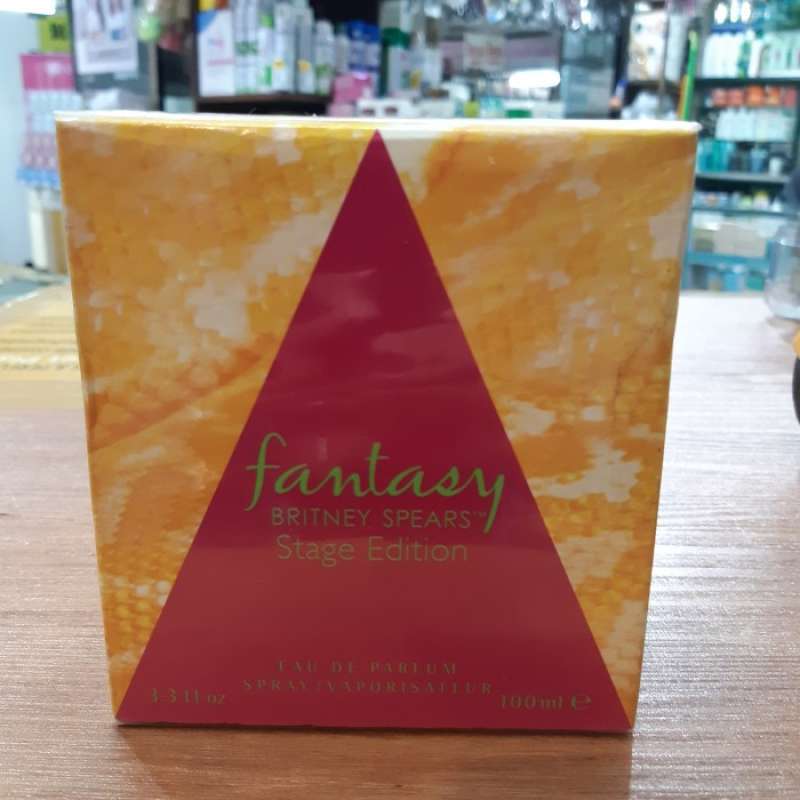 fantasy
BRITNEY SPEARS™
Stage Edition
EAU DE PARFUM
SPRAY/VAPORISATEUR
3.3 fl oz 100ml ℮